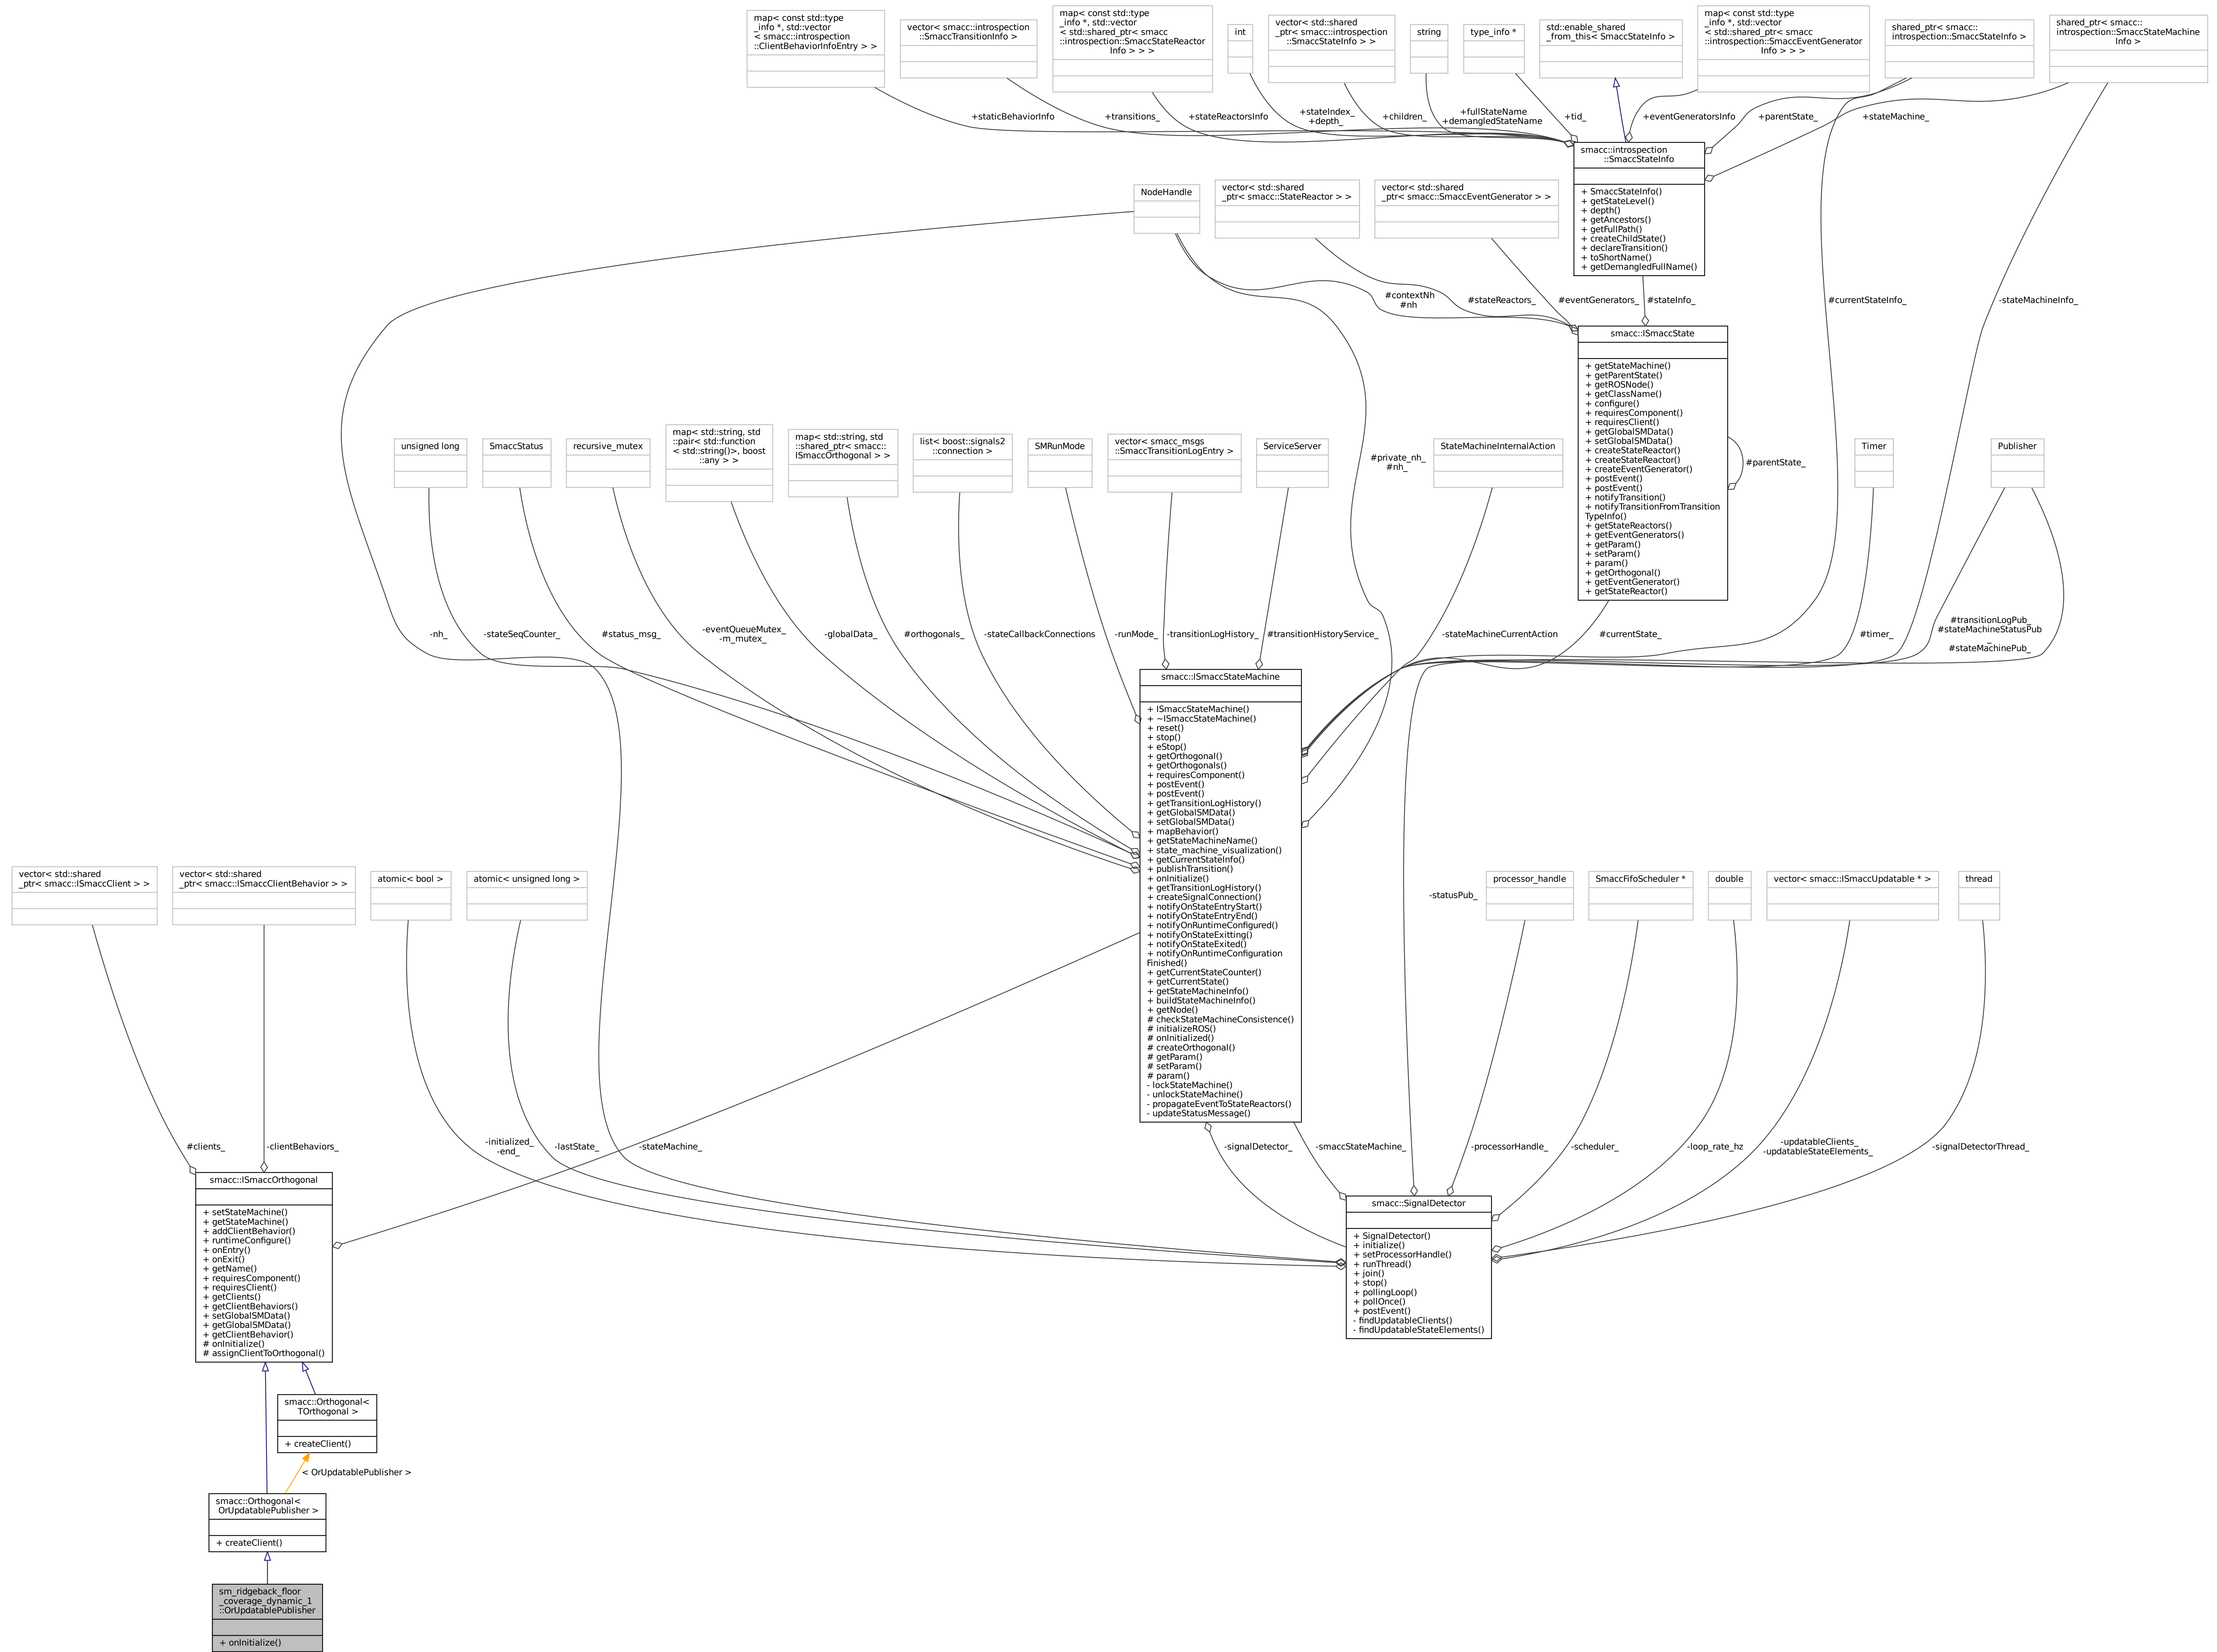 map< const std::type
_info *, std::vector
< smacc::introspection
::ClientBehaviorInfoEntry > >
vector< smacc::introspection
::SmaccTransitionInfo >
map< const std::type
_info *, std::vector
< std::shared_ptr< smacc
::introspection::SmaccStateReactor
Info > > >
int
vector< std::shared
_ptr< smacc::introspection
::SmaccStateInfo > >
string
type_info *
std::enable_shared
_from_this< SmaccStateInfo >
map< const std::type
_info *, std::vector
< std::shared_ptr< smacc
::introspection::SmaccEventGenerator
Info > > >
shared_ptr< smacc::
introspection::SmaccStateInfo >
shared_ptr< smacc::
introspection::SmaccStateMachine
Info >
+staticBehaviorInfo
+transitions_
+stateReactorsInfo
+stateIndex_
+depth_
+children_
+fullStateName
+demangledStateName
+tid_
+eventGeneratorsInfo
+parentState_
+stateMachine_
smacc::introspection
::SmaccStateInfo
+ SmaccStateInfo()
+ getStateLevel()
+ depth()
+ getAncestors()
+ getFullPath()
+ createChildState()
+ declareTransition()
+ toShortName()
+ getDemangledFullName()
NodeHandle
vector< std::shared
_ptr< smacc::StateReactor > >
vector< std::shared
_ptr< smacc::SmaccEventGenerator > >
#contextNh
#nh
#stateReactors_
#eventGenerators_
#stateInfo_
#currentStateInfo_
-stateMachineInfo_
smacc::ISmaccState
+ getStateMachine()
+ getParentState()
+ getROSNode()
+ getClassName()
+ configure()
+ requiresComponent()
+ requiresClient()
+ getGlobalSMData()
+ setGlobalSMData()
+ createStateReactor()
+ createStateReactor()
+ createEventGenerator()
+ postEvent()
+ postEvent()
+ notifyTransition()
+ notifyTransitionFromTransition
TypeInfo()
+ getStateReactors()
+ getEventGenerators()
+ getParam()
+ setParam()
+ param()
+ getOrthogonal()
+ getEventGenerator()
+ getStateReactor()
#parentState_
unsigned long
SmaccStatus
recursive_mutex
map< std::string, std
::pair< std::function
< std::string()>, boost
::any > >
map< std::string, std
::shared_ptr< smacc::
ISmaccOrthogonal > >
list< boost::signals2
::connection >
SMRunMode
vector< smacc_msgs
::SmaccTransitionLogEntry >
ServiceServer
#private_nh_
#nh_
StateMachineInternalAction
Timer
Publisher
-nh_
-stateSeqCounter_
#status_msg_
-eventQueueMutex_
-m_mutex_
-globalData_
#orthogonals_
-stateCallbackConnections
-runMode_
-transitionLogHistory_
#transitionHistoryService_
-stateMachineCurrentAction
#currentState_
#timer_
#transitionLogPub_
#stateMachineStatusPub
_
#stateMachinePub_
smacc::ISmaccStateMachine
+ ISmaccStateMachine()
+ ~ISmaccStateMachine()
+ reset()
+ stop()
+ eStop()
+ getOrthogonal()
+ getOrthogonals()
+ requiresComponent()
+ postEvent()
+ postEvent()
+ getTransitionLogHistory()
+ getGlobalSMData()
+ setGlobalSMData()
+ mapBehavior()
+ getStateMachineName()
+ state_machine_visualization()
+ getCurrentStateInfo()
+ publishTransition()
+ onInitialize()
+ getTransitionLogHistory()
+ createSignalConnection()
+ notifyOnStateEntryStart()
+ notifyOnStateEntryEnd()
+ notifyOnRuntimeConfigured()
+ notifyOnStateExitting()
+ notifyOnStateExited()
+ notifyOnRuntimeConfiguration
Finished()
+ getCurrentStateCounter()
+ getCurrentState()
+ getStateMachineInfo()
+ buildStateMachineInfo()
+ getNode()
# checkStateMachineConsistence()
# initializeROS()
# onInitialized()
# createOrthogonal()
# getParam()
# setParam()
# param()
- lockStateMachine()
- unlockStateMachine()
- propagateEventToStateReactors()
- updateStatusMessage()
vector< std::shared
_ptr< smacc::ISmaccClient > >
vector< std::shared
_ptr< smacc::ISmaccClientBehavior > >
atomic< bool >
atomic< unsigned long >
-statusPub_
processor_handle
SmaccFifoScheduler *
double
vector< smacc::ISmaccUpdatable * >
thread
#clients_
-clientBehaviors_
-initialized_
-end_
-lastState_
-stateMachine_
-signalDetector_
-smaccStateMachine_
-processorHandle_
-scheduler_
-loop_rate_hz
-updatableClients_
-updatableStateElements_
-signalDetectorThread_
smacc::ISmaccOrthogonal
+ setStateMachine()
+ getStateMachine()
+ addClientBehavior()
+ runtimeConfigure()
+ onEntry()
+ onExit()
+ getName()
+ requiresComponent()
+ requiresClient()
+ getClients()
+ getClientBehaviors()
+ setGlobalSMData()
+ getGlobalSMData()
+ getClientBehavior()
# onInitialize()
# assignClientToOrthogonal()
smacc::SignalDetector
+ SignalDetector()
+ initialize()
+ setProcessorHandle()
+ runThread()
+ join()
+ stop()
+ pollingLoop()
+ pollOnce()
+ postEvent()
- findUpdatableClients()
- findUpdatableStateElements()
smacc::Orthogonal<
TOrthogonal >
+ createClient()
< OrUpdatablePublisher >
smacc::Orthogonal<
OrUpdatablePublisher >
+ createClient()
sm_ridgeback_floor
_coverage_dynamic_1
::OrUpdatablePublisher
+ onInitialize()